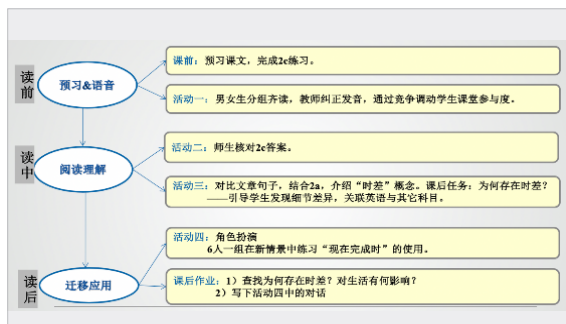 读前
预习&语音
课前：预习课文，完成2c练习。
活动一：男女生分组齐读，教师纠正发音，通过竞争调动学生课堂参与度。
读中
阅读理解
活动二：师生核对2c答案。
活动三：对比文章句子，结合2a，介绍“时差”概念。课后任务：为何存在时差？
——引导学生发现细节差异，关联英语与其它科目。
读后
迁移应用
活动四：角色扮演
6人一组在新情景中练习“现在完成时”的使用。
课后作业：1）查找为何存在时差？对生活有何影响？
2）写下活动四中的对话